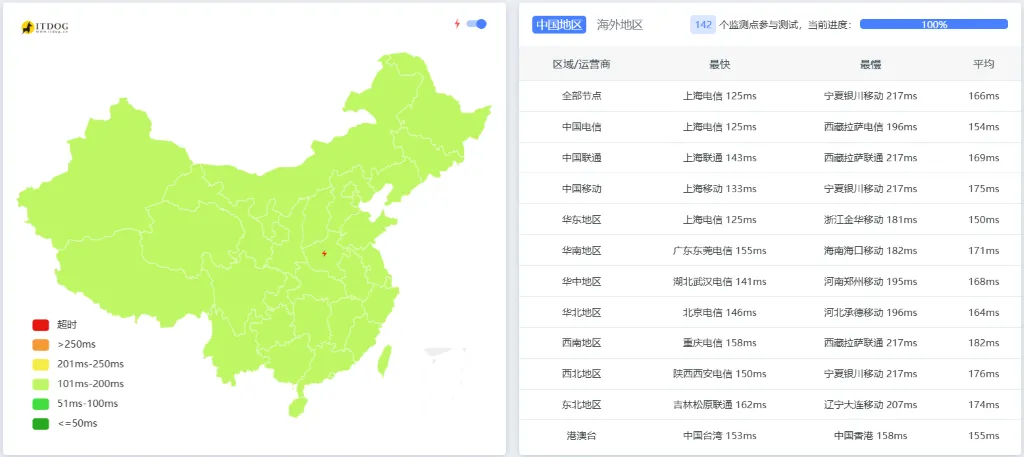 ITDOG
www.itdog.cn
超时
>250ms
201ms-250ms
101ms-200ms
51ms-100ms
<=50ms
中国地区 海外地区 142 个监测点参与测试，当前进度： 100%
区域/运营商 最快 最慢 平均
全部节点 上海电信 125ms 宁夏银川移动 217ms 166ms
中国电信 上海电信 125ms 西藏拉萨电信 196ms 154ms
中国联通 上海联通 143ms 西藏拉萨联通 217ms 169ms
中国移动 上海移动 133ms 宁夏银川移动 217ms 175ms
华东地区 上海电信 125ms 浙江金华移动 181ms 150ms
华南地区 广东东莞电信 155ms 海南海口移动 182ms 171ms
华中地区 湖北武汉电信 141ms 河南郑州移动 195ms 168ms
华北地区 北京电信 146ms 河北承德移动 196ms 164ms
西南地区 重庆电信 158ms 西藏拉萨联通 217ms 182ms
西北地区 陕西西安电信 150ms 宁夏银川移动 217ms 176ms
东北地区 吉林松原联通 162ms 辽宁大连移动 207ms 174ms
港澳台 中国台湾 153ms 中国香港 158ms 155ms